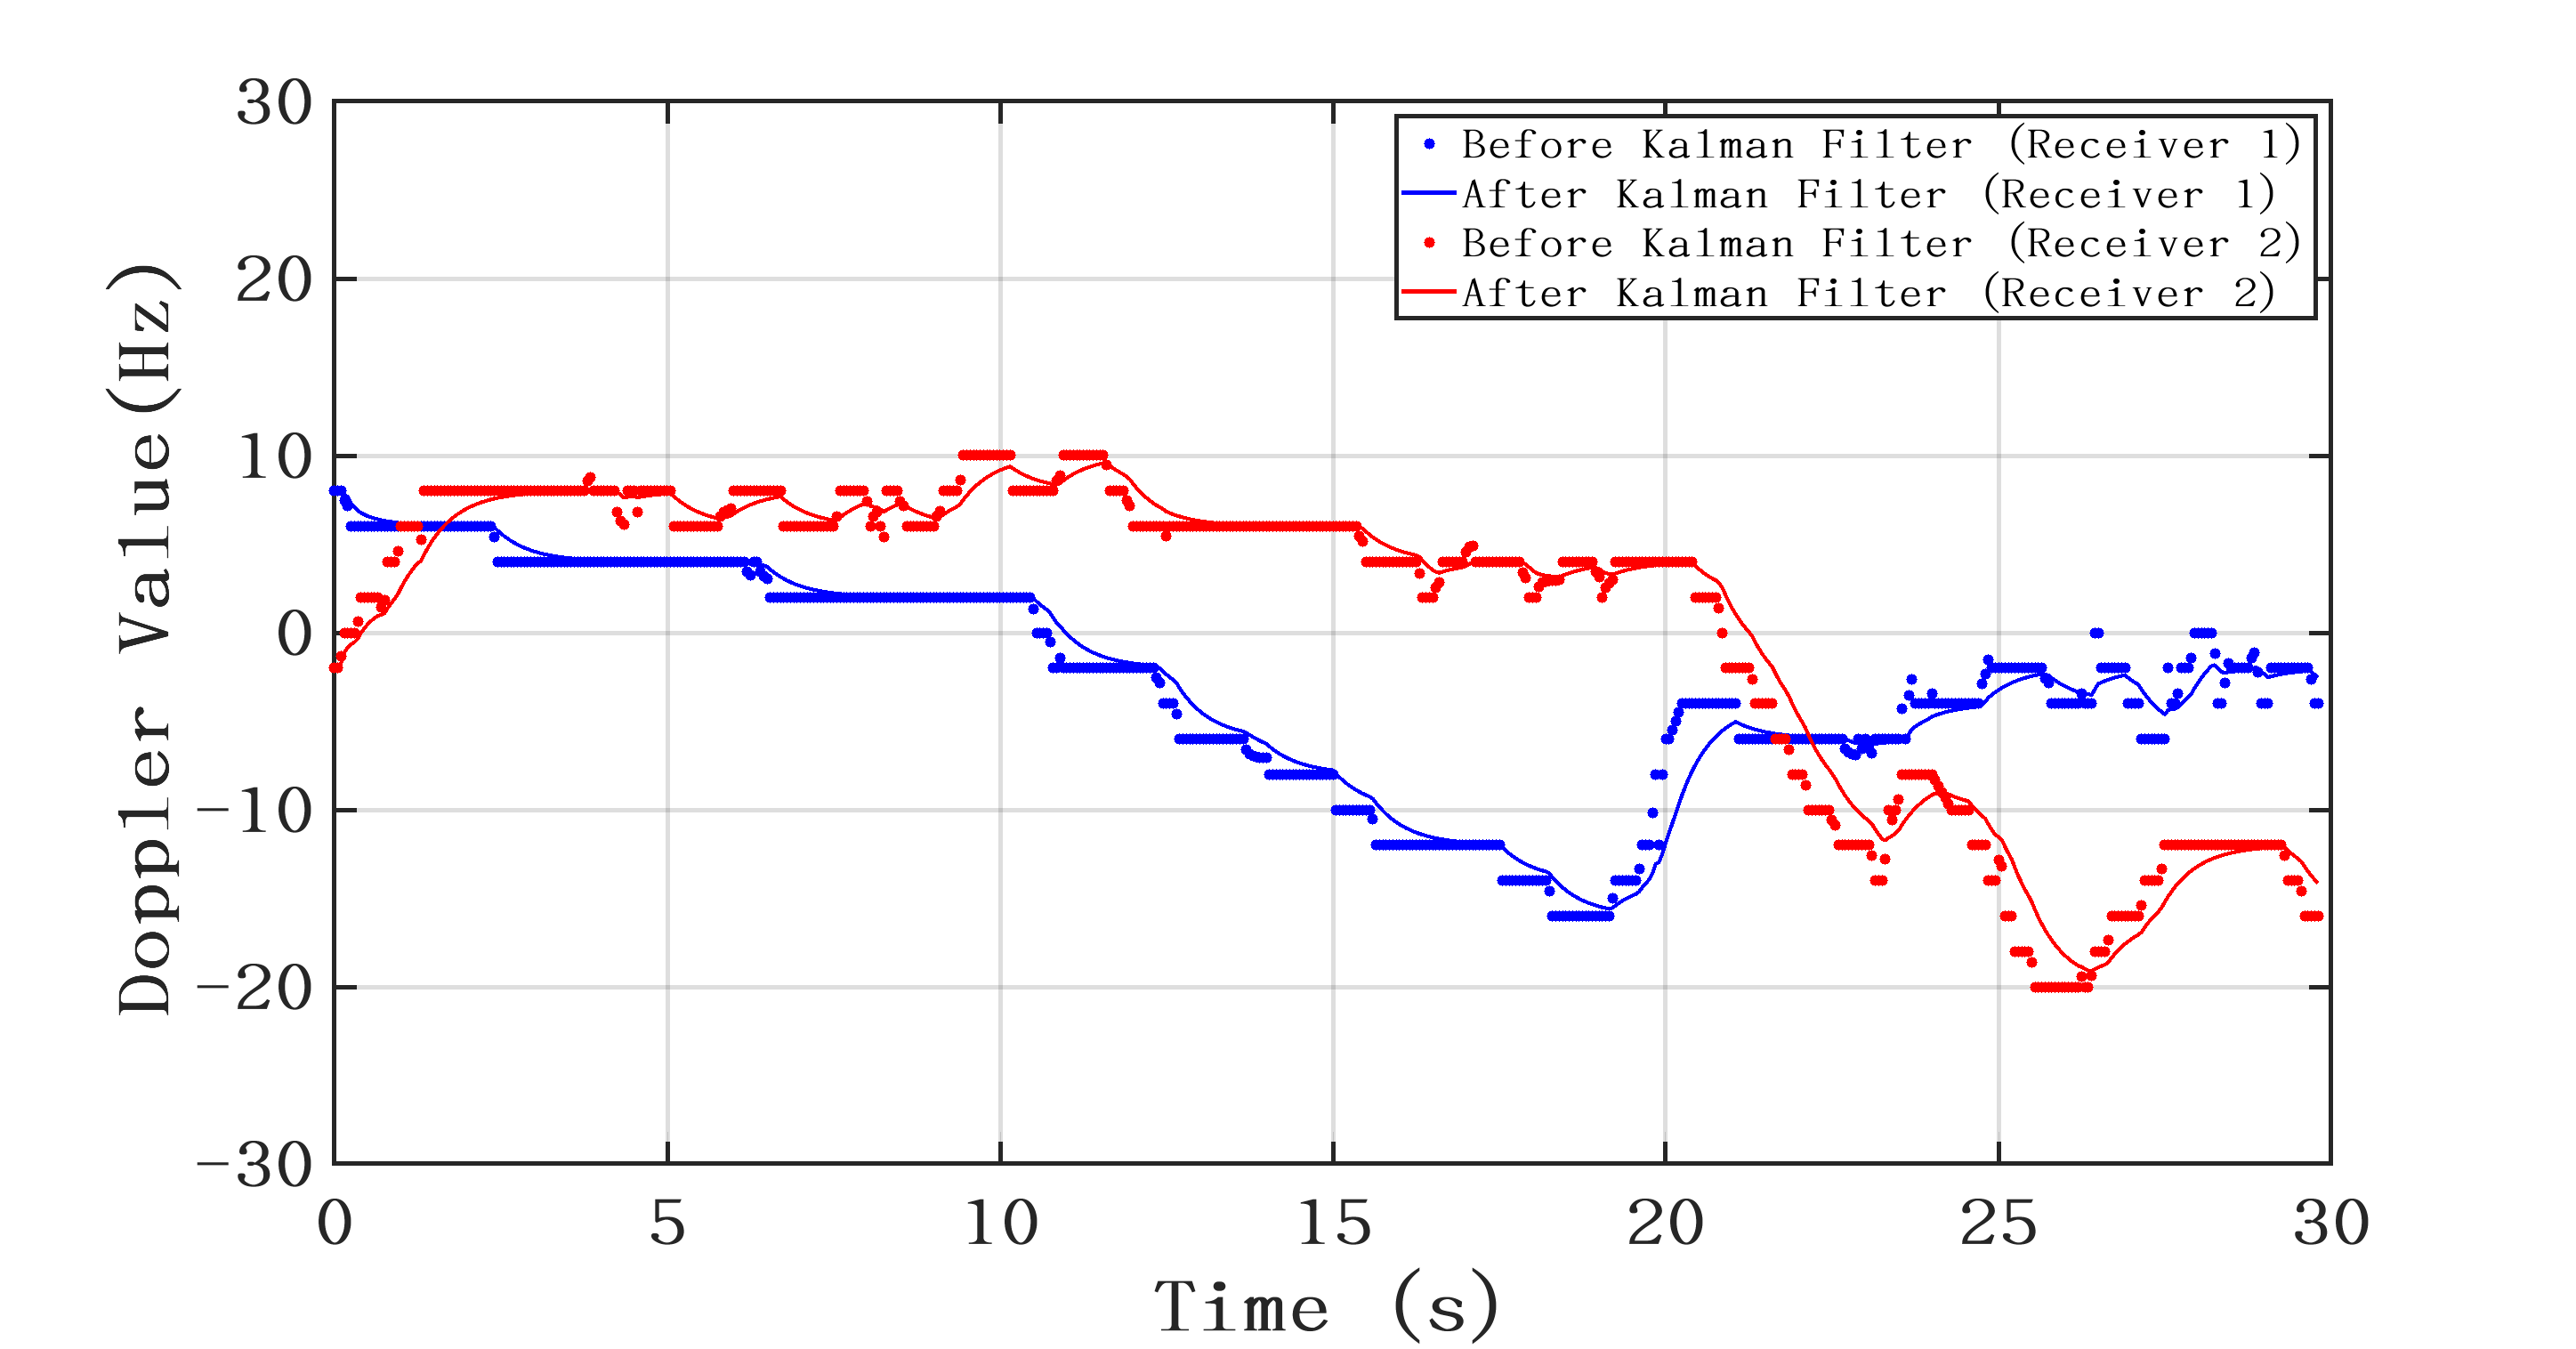 Before Kalman Filter (Receiver 1)
After Kalman Filter (Receiver 1)
Before Kalman Filter (Receiver 2)
After Kalman Filter (Receiver 2)
Doppler Value(Hz)
30
20
10
0
-10
-20
-30
0 5 10 15 20 25 30
Time (s)